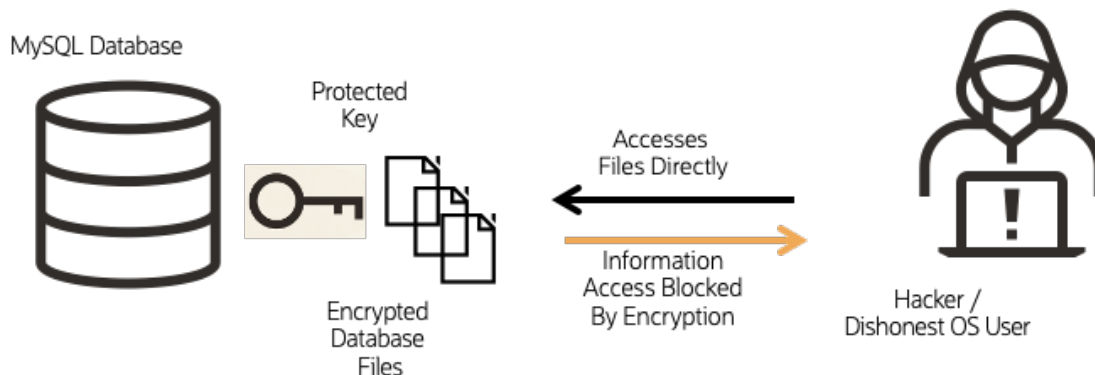 MySQL Database
Protected
Key
Encrypted
Database
Files
Accesses
Files Directly
Information
Access Blocked
By Encryption
!
Hacker /
Dishonest OS User